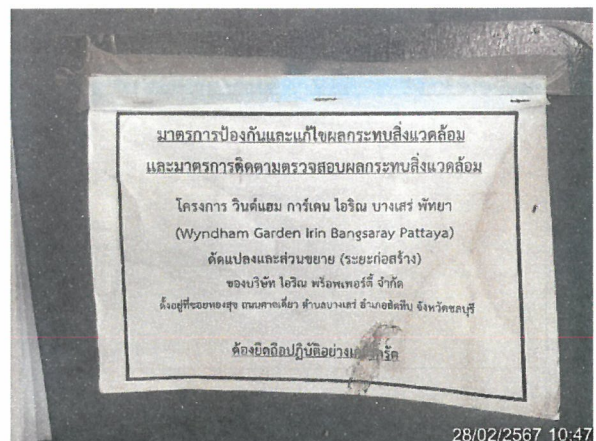 มาตรการป้องกันและแก้ไขผลกระทบสิ่งแวดล้อม
และมาตรการติดตามตรวจสอบผลกระทบสิ่งแวดล้อม
โครงการ วินด์แฮม การ์เดน ไอริณ บางเสร่ พัทยา
(Wyndham Garden Irin Bangsaray Pattaya)
ดัดแปลงและส่วนขยาย (ระยะก่อสร้าง)
ของบริษัท ไอริณ พร็อพเพอร์ตี้ จำกัด
ตั้งอยู่ที่ซอยพองสุข ถนนศาลเดี่ยว ตำบลบางเสร่ อำเภอสัตหีบ จังหวัดชลบุรี
ต้องยึดถือปฏิบัติอย่าง
28/02/2567 10:47